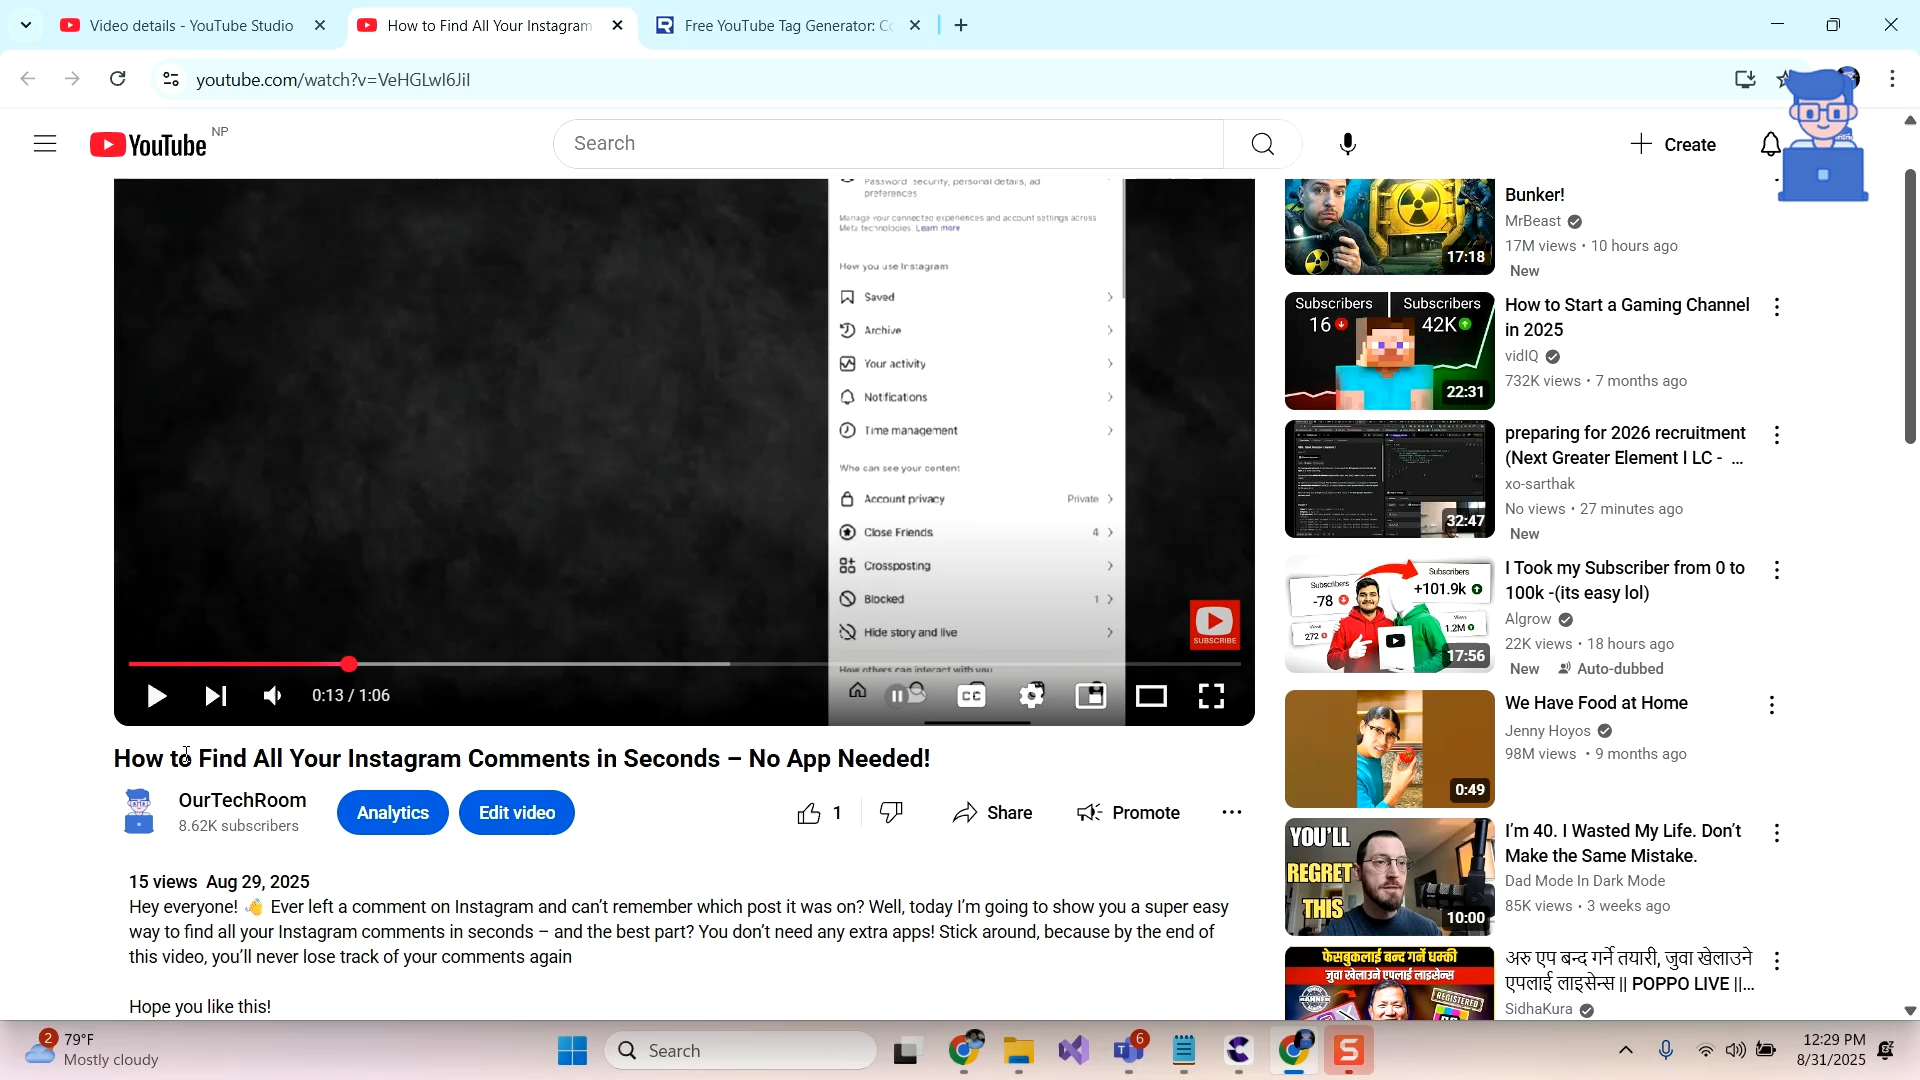 Video details - YouTube Studio
How to Find All Your Instagram
Free YouTube Tag Generator: Co
youtube.com/watch?v=VeHGLwI6JiI
YouTube NP
Search
Create
Password, security, personal details, ad
preferences
Manage your connected experiences and account settings across
Meta technologies. Learn more
How you use Instagram
Saved
Archive
Your activity
Notifications
Time management
Who can see your content
Account privacy Private
Close Friends 4
Crossposting
Blocked 1
Hide story and live
How others can interact with you
SUBSCRIBE
0:13 / 1:06
CC
How to Find All Your Instagram Comments in Seconds – No App Needed!
OurTechRoom
8.62K subscribers
Analytics
Edit video
1
Share
Promote
15 views Aug 29, 2025
Hey everyone! 👋 Ever left a comment on Instagram and can’t remember which post it was on? Well, today I’m going to show you a super easy
way to find all your Instagram comments in seconds – and the best part? You don’t need any extra apps! Stick around, because by the end of
this video, you’ll never lose track of your comments again
Hope you like this!
17:18
Bunker!
MrBeast
17M views • 10 hours ago
New
Subscribers Subscribers
16 42K
22:31
How to Start a Gaming Channel
in 2025
vidIQ
732K views • 7 months ago
32:47
preparing for 2026 recruitment
(Next Greater Element I LC - ...
xo-sarthak
No views • 27 minutes ago
New
Subscribers Subscribers
-78 +101.9k
Views
272 1.2M
17:56
I Took my Subscriber from 0 to
100k -(its easy lol)
Algrow
22K views • 18 hours ago
New Auto-dubbed
0:49
We Have Food at Home
Jenny Hoyos
98M views • 9 months ago
YOU'LL
REGRET
THIS
10:00
I’m 40. I Wasted My Life. Don’t
Make the Same Mistake.
Dad Mode In Dark Mode
85K views • 3 weeks ago
फेसबुकलाई बन्द गर्ने धम्की
जुवा खेलाउने एपलाई लाइसेन्स
REGISTERED
अरु एप बन्द गर्ने तयारी, जुवा खेलाउने
एपलाई लाइसेन्स || POPPO LIVE ||...
SidhaKura
2
79°F
Mostly cloudy
Search
6
12:29 PM
8/31/2025